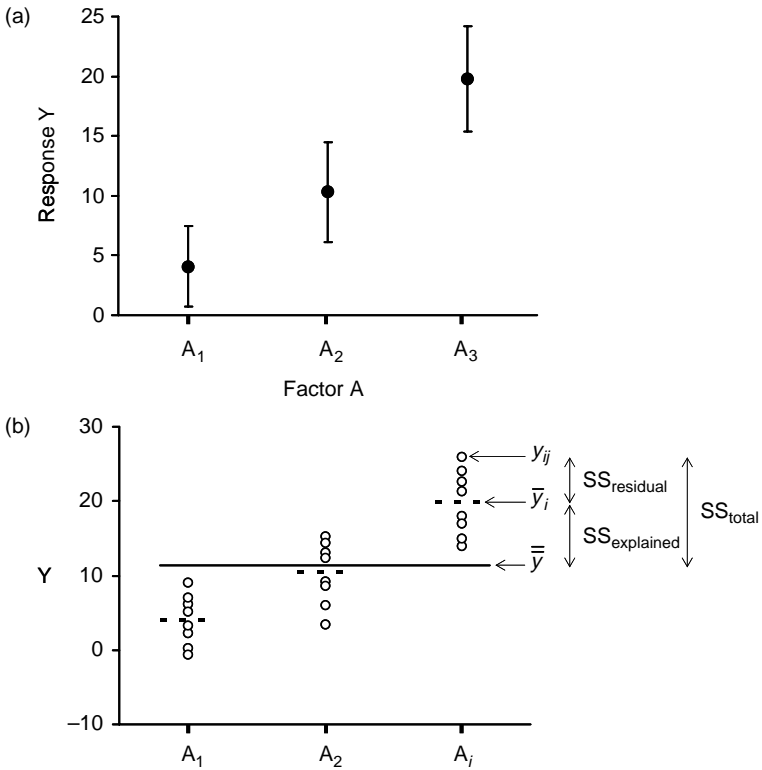 (a)
25
20
15
10
5
0
Response Y
A₁ A₂ A₃
Factor A
(b)
30
20
10
0
–10
Y
yᵢⱼ
y̅ᵢ
y̿
SSresidual
SSexplained
SStotal
A₁ A₂ Aᵢ